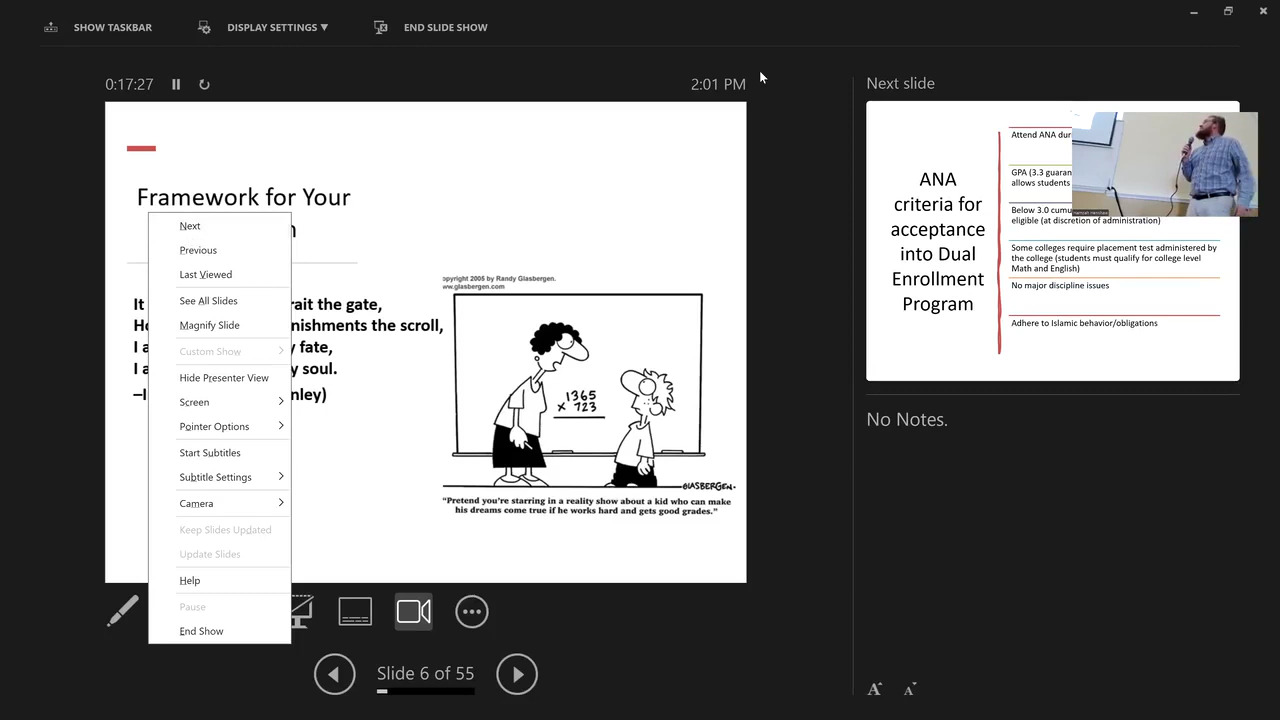 SHOW TASKBAR
DISPLAY SETTINGS ▼
END SLIDE SHOW
0:17:27
2:01 PM
Framework for Your
n
It rait the gate,
Ho nishments the scroll,
I a y fate,
I a y soul.
–I nley)
opyright 2005 by Randy Glasbergen.
ww.glasbergen.com
1365
x 723
GLASBERGEN.
“Pretend you’re starring in a reality show about a kid who can make
his dreams come true if he works hard and gets good grades.”
Next
Previous
Last Viewed
See All Slides
Magnify Slide
Custom Show
Hide Presenter View
Screen
Pointer Options
Start Subtitles
Subtitle Settings
Camera
Keep Slides Updated
Update Slides
Help
Pause
End Show
Slide 6 of 55
Next slide
ANA
criteria for
acceptance
into Dual
Enrollment
Program
Attend ANA dur
GPA (3.3 guaran
allows students
Below 3.0 cumu
eligible (at discretion of administration)
Some colleges require placement test administered by
the college (students must qualify for college level
Math and English)
No major discipline issues
Adhere to Islamic behavior/obligations
No Notes.
A A